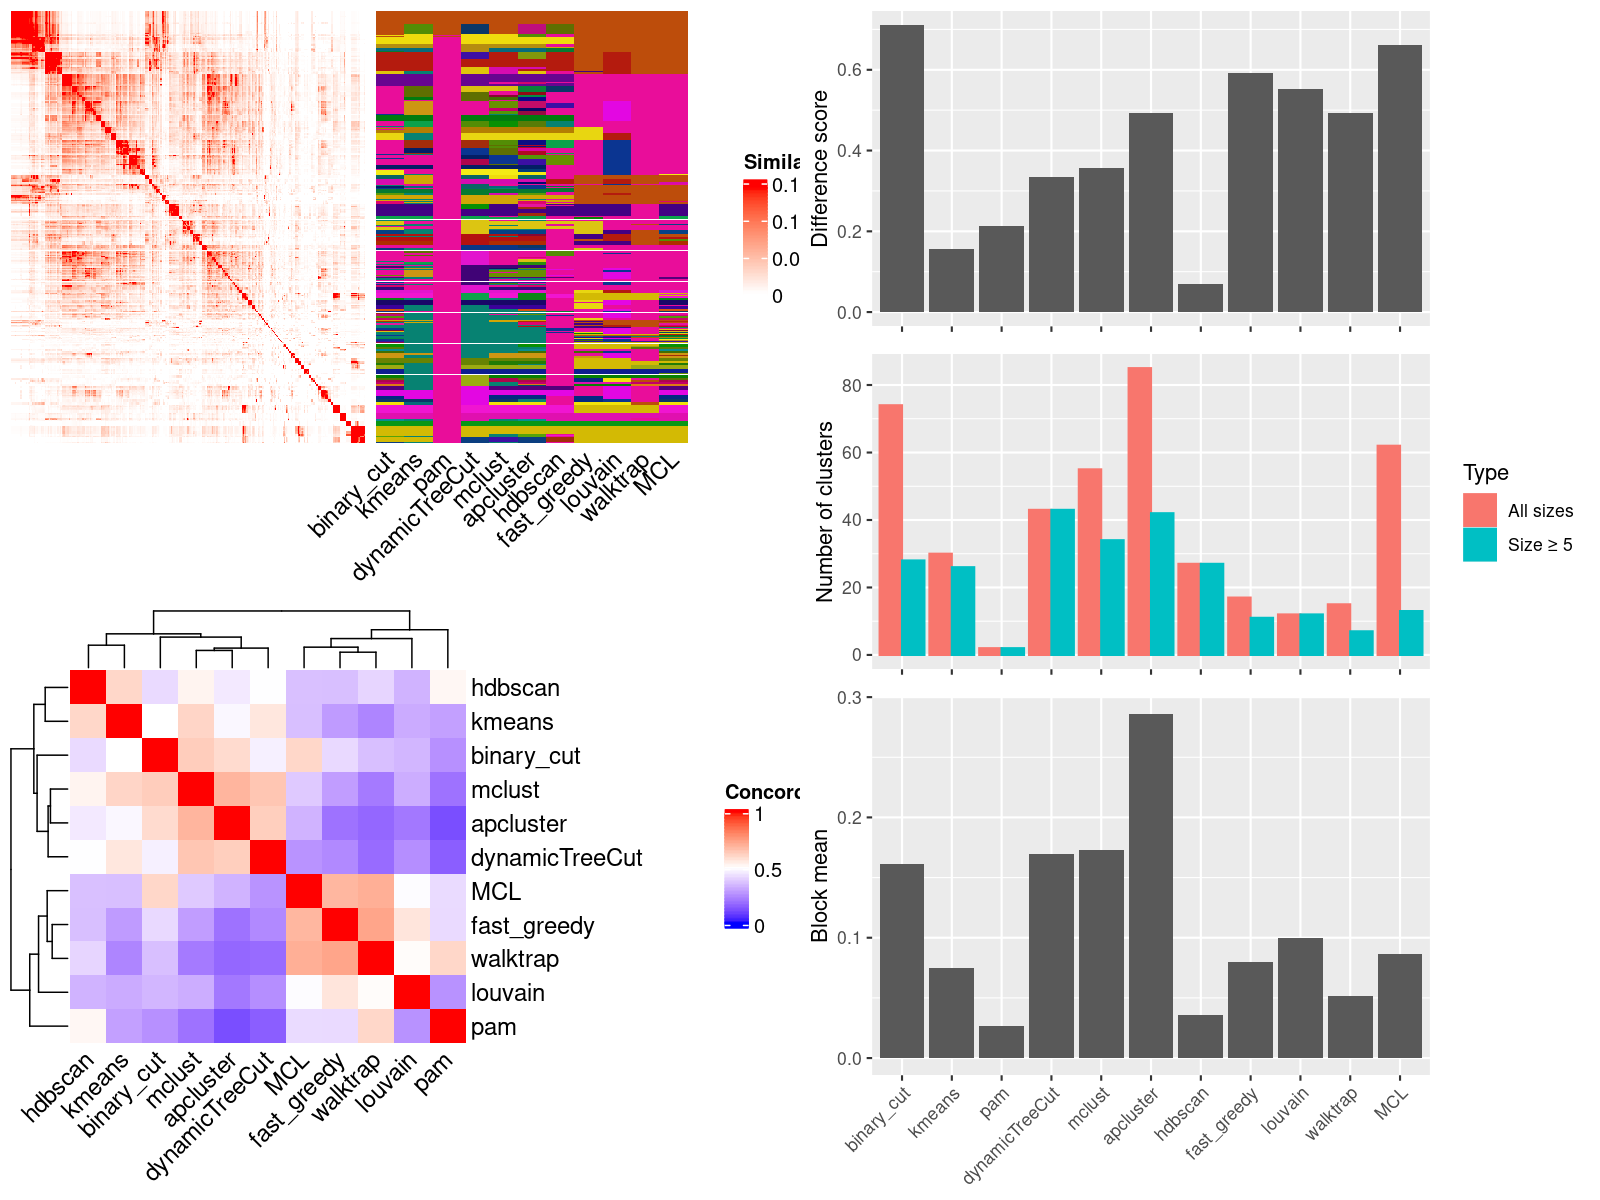 Simila
0.1
0.1
0.0
0
binary_cut
kmeans
pam
dynamicTreeCut
mclust
apcluster
hdbscan
fast_greedy
louvain
walktrap
MCL
hdbscan
kmeans
binary_cut
mclust
apcluster
dynamicTreeCut
MCL
fast_greedy
walktrap
louvain
pam
hdbscan
kmeans
binary_cut
mclust
apcluster
dynamicTreeCut
MCL
fast_greedy
walktrap
louvain
pam
Concord
1
0.5
0
Difference score
0.6
0.4
0.2
0.0
Number of clusters
80
60
40
20
0
Type
All sizes
Size ≥ 5
Block mean
0.3
0.2
0.1
0.0
binary_cut
kmeans
pam
dynamicTreeCut
mclust
apcluster
hdbscan
fast_greedy
louvain
walktrap
MCL